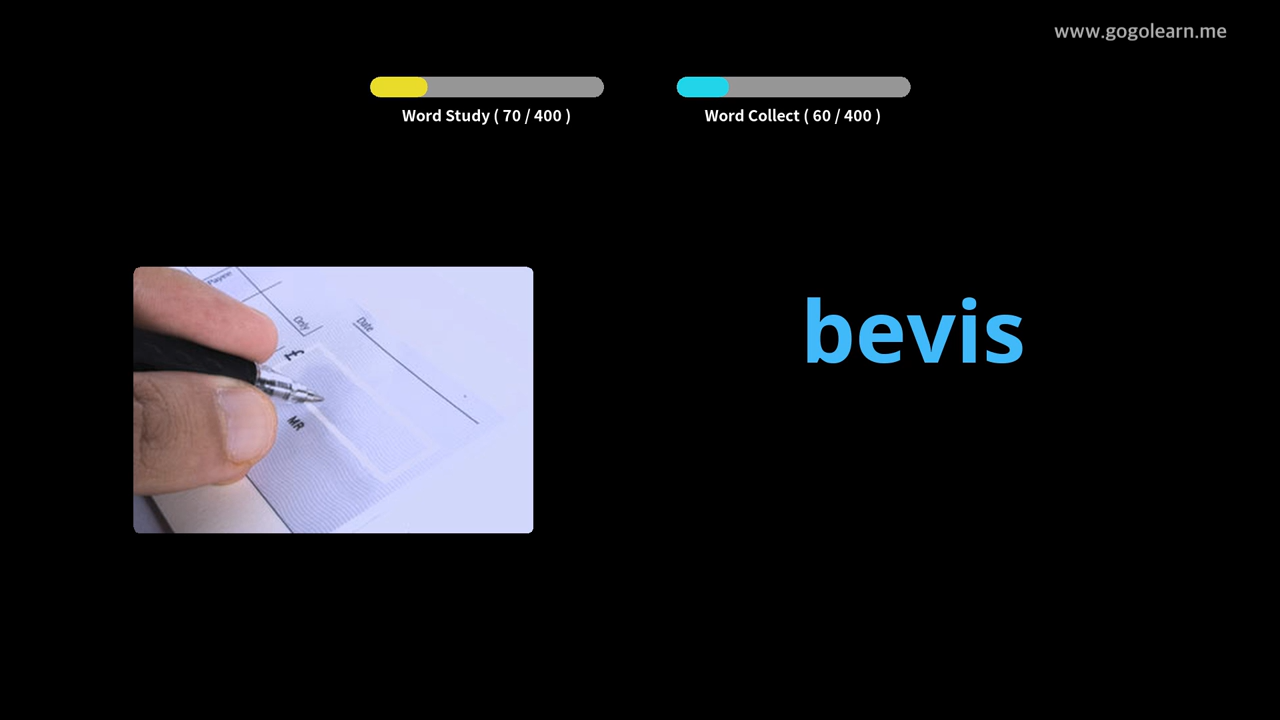 www.gogolearn.me
Word Study ( 70 / 400 )
Word Collect ( 60 / 400 )
bevis
Payee
Only
Date
£
MR